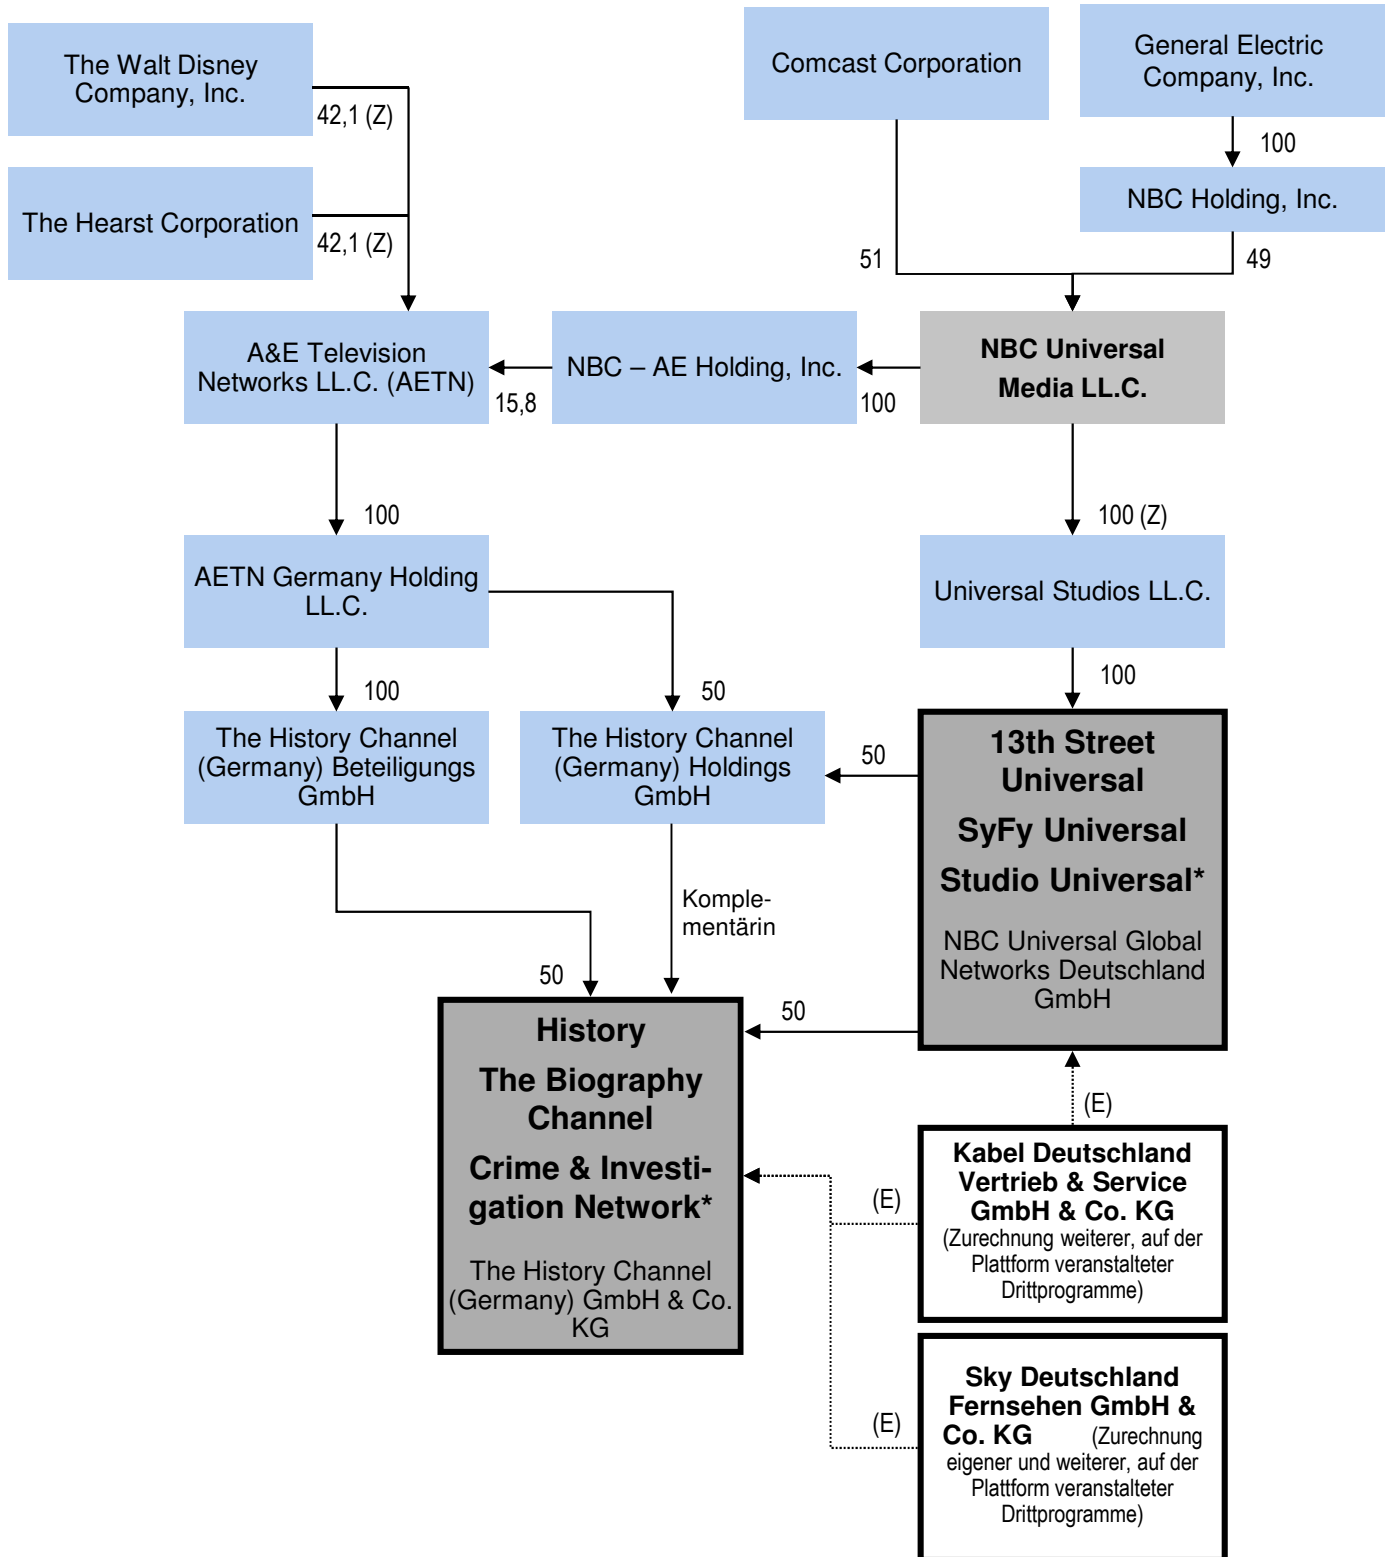 The Walt Disney
Company, Inc.
42,1 (Z)
The Hearst Corporation
42,1 (Z)
Comcast Corporation
General Electric
Company, Inc.
100
NBC Holding, Inc.
51
49
A&E Television
Networks LL.C. (AETN)
15,8
NBC – AE Holding, Inc.
100
NBC Universal
Media LL.C.
100
100 (Z)
AETN Germany Holding
LL.C.
Universal Studios LL.C.
100
50
100
The History Channel
(Germany) Beteiligungs
GmbH
The History Channel
(Germany) Holdings
GmbH
50
13th Street
Universal
SyFy Universal
Studio Universal*
NBC Universal Global
Networks Deutschland
GmbH
Komple-
mentärin
50
50
History
The Biography
Channel
Crime & Investi-
gation Network*
The History Channel
(Germany) GmbH & Co.
KG
(E)
Kabel Deutschland
Vertrieb & Service
GmbH & Co. KG
(Zurechnung weiterer, auf der
Plattform veranstalteter
Drittprogramme)
(E)
Sky Deutschland
Fernsehen GmbH &
Co. KG (Zurechnung
eigener und weiterer, auf der
Plattform veranstalteter
Drittprogramme)
(E)